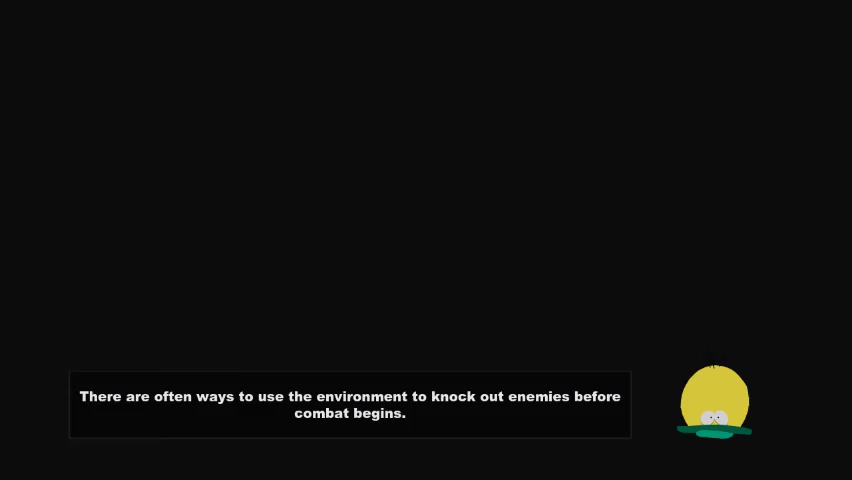 There are often ways to use the environment to knock out enemies before
combat begins.